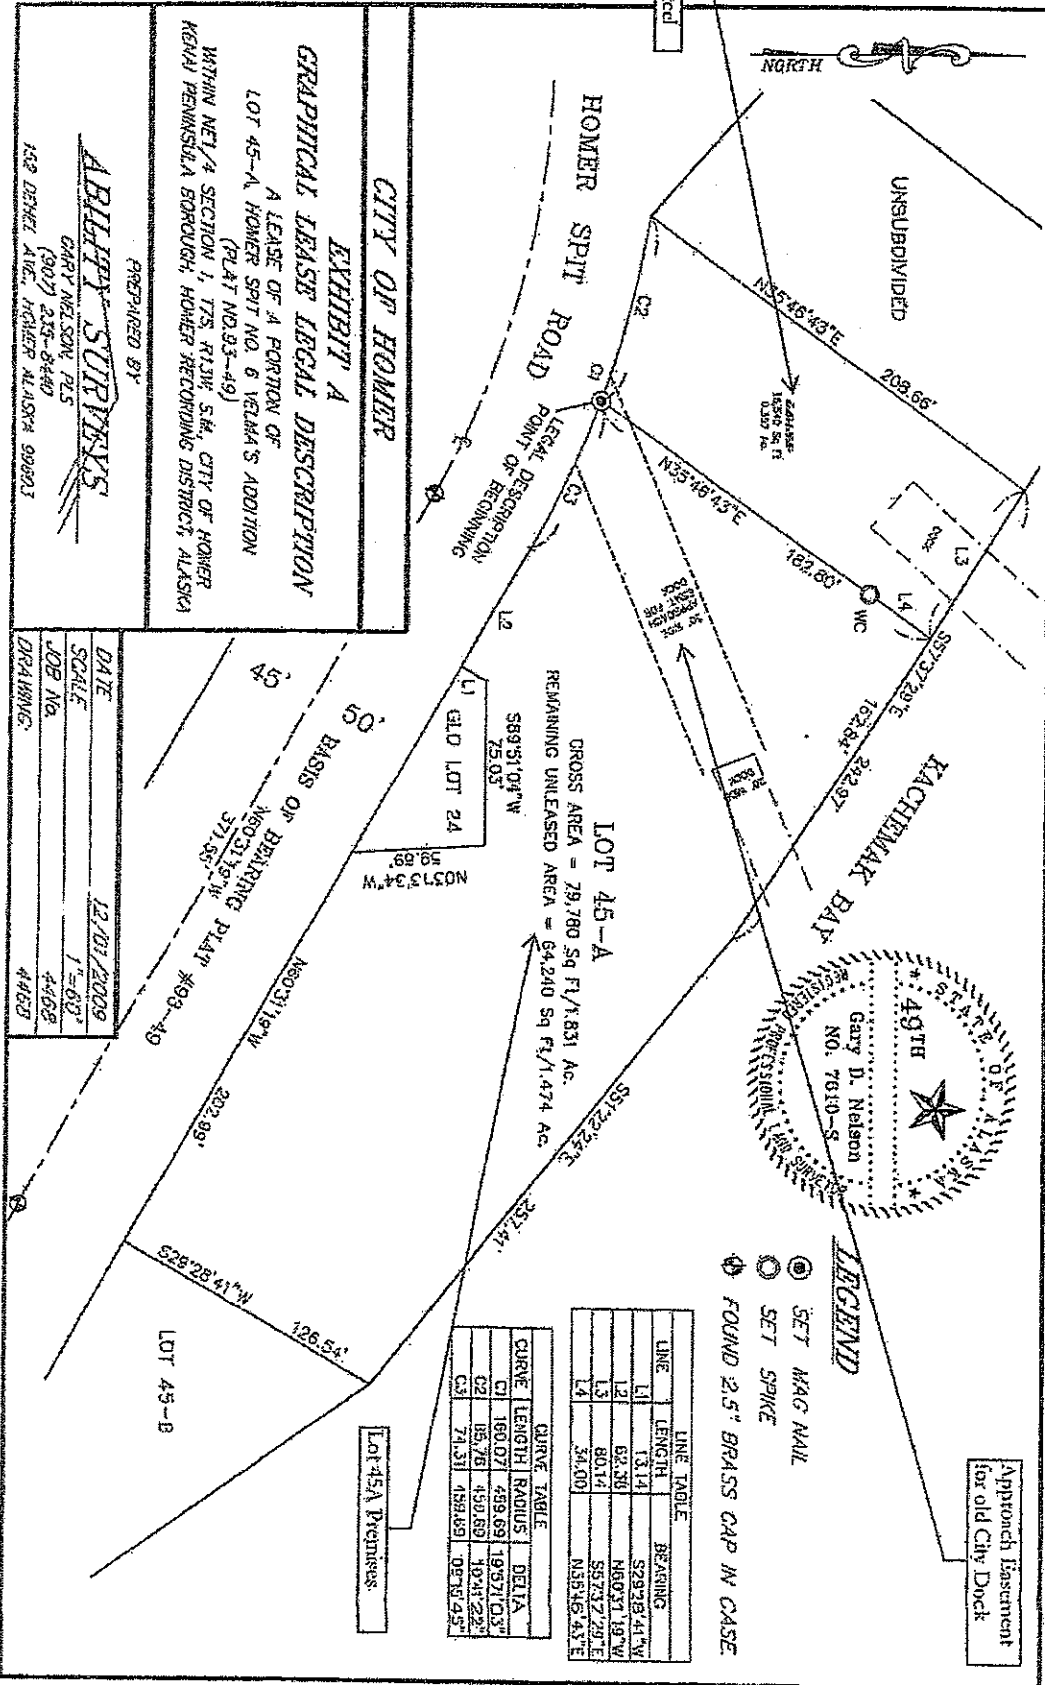 NORTH
UNSUBDIVIDED
HOMER SPIT ROAD
N35°46'43"E
208.66'
C2
C1
C3
LEGAL DESCRIPTION
POINT OF
BEGINNING
N35°46'43"E
182.80'
WC
L4
L3
DOCK
S57°37'29"E
162.84'
242.97'
KACHEMAK BAY
L2
L1
GLO LOT 24
S89°51'04"W
75.03'
59.69'
N03°13'34"W
LOT 45-A
GROSS AREA = 79,780 Sq Ft/1.831 Ac.
REMAINING UNLEASED AREA = 64,240 Sq Ft/1.474 Ac.
S51°22'24"E
257.41'
45'
50'
BASIS OF BEARING PLAT #93-49
N60°31'19"W
N60°31'19"W
202.99'
S29°28'41"W
126.54'
LOT 45-B
STATE OF ALASKA
49TH
Gary D. Nelson
NO. 7610-S
REGISTERED PROFESSIONAL LAND SURVEYOR
LEGEND
SET MAG NAIL
SET SPIKE
FOUND 2.5" BRASS CAP IN CASE
Approach Easement
for old City Dock
LINE TABLE
LINE LENGTH BEARING
L1 13.14 S29°28'41"W
L2 62.36 N60°31'19"W
L3 80.14 S57°37'29"E
L4 34.00 N35°46'43"E
CURVE TABLE
CURVE LENGTH RADIUS DELTA
C1 160.07 459.69 19°57'03"
C2 85.76 459.69 10°41'22"
C3 74.31 459.69 09°15'45"
Lot 45A Premises
CITY OF HOMER
EXHIBIT A
GRAPHICAL LEASE LEGAL DESCRIPTION
A LEASE OF A PORTION OF
LOT 45-A, HOMER SPIT NO. 6 VELMA'S ADDITION
(PLAT NO.93-49)
WITHIN NE1/4 SECTION 1, T7S, R13W, S.M., CITY OF HOMER
KENAI PENINSULA BOROUGH, HOMER RECORDING DISTRICT, ALASKA
PREPARED BY
ABILITY SURVEYS
GARY NELSON, PLS
(907) 235-8440
152 DEHEL AVE., HOMER ALASKA 99603
DATE 12/01/2009
SCALE 1"=60'
JOB No. 4468
DRAWING: 4468